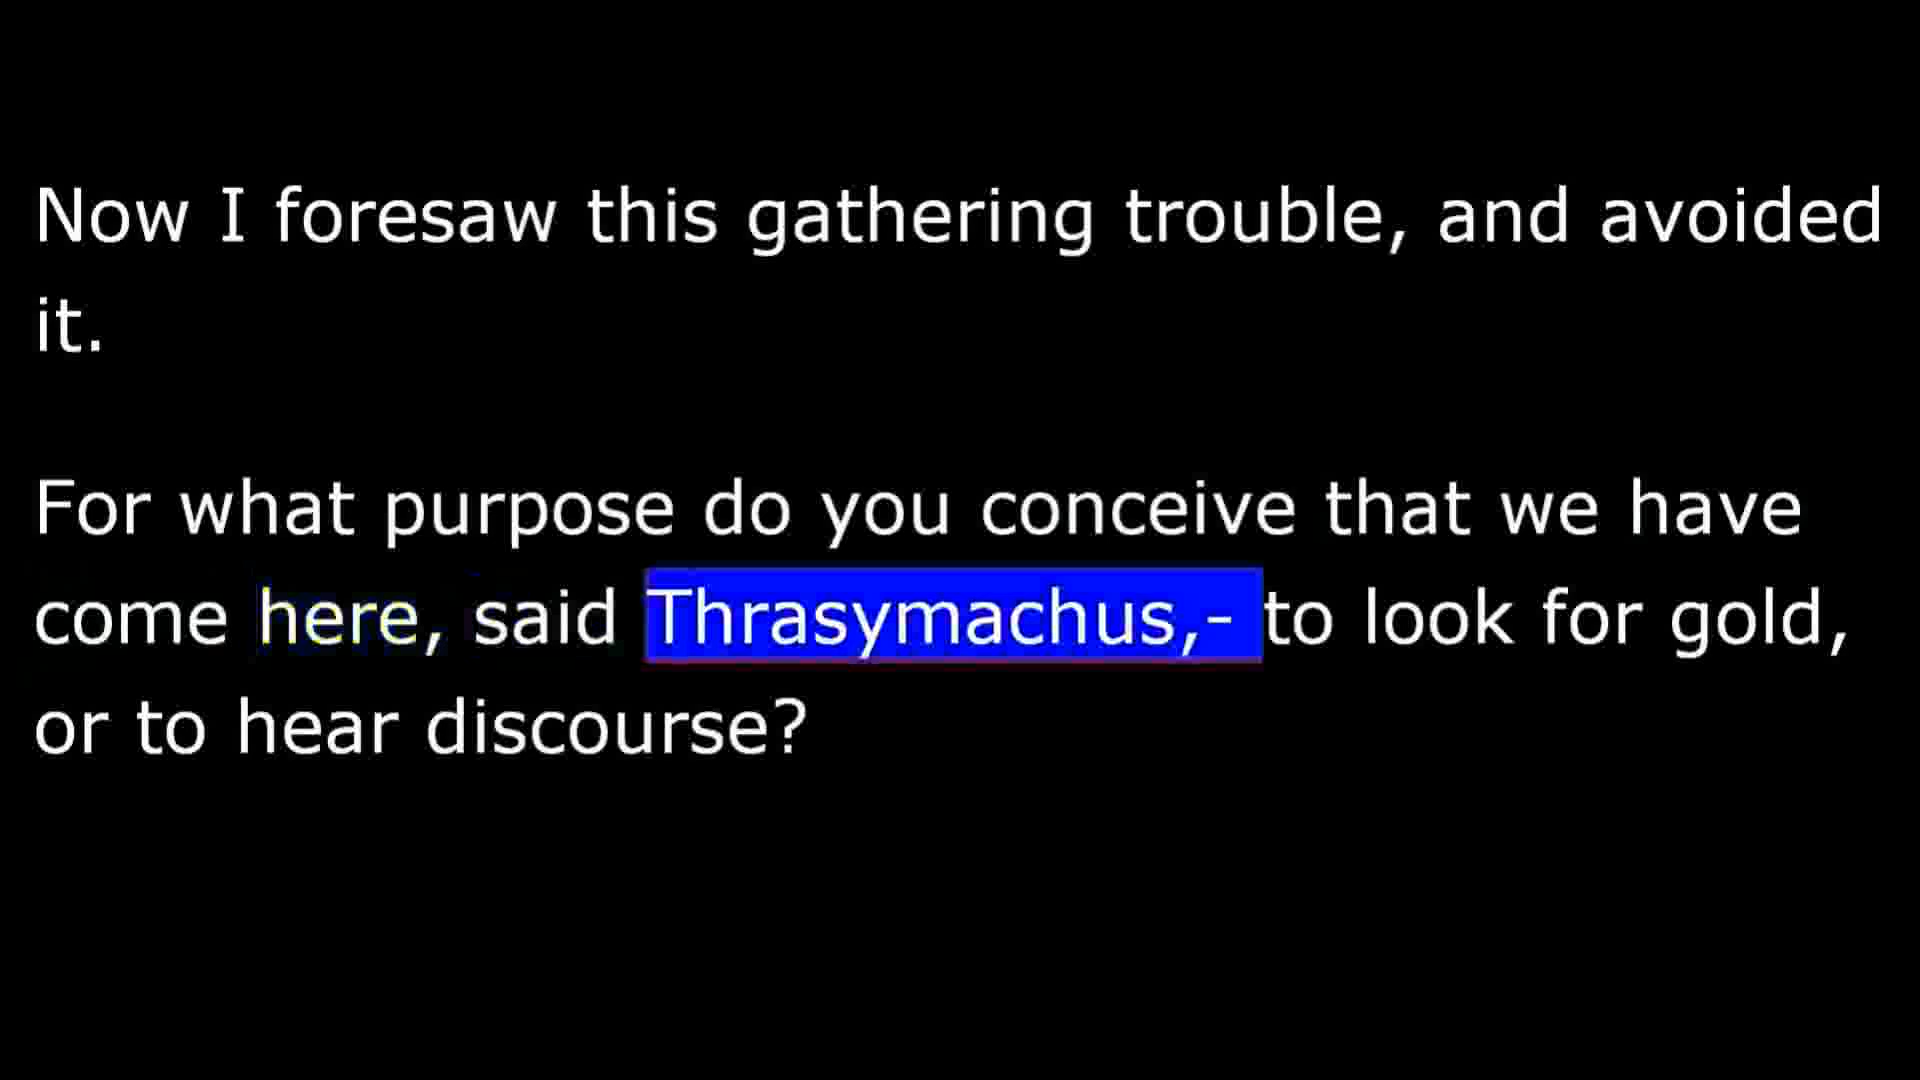 Now I foresaw this gathering trouble, and avoided
it.
For what purpose do you conceive that we have
come here, said Thrasymachus,- to look for gold,
or to hear discourse?